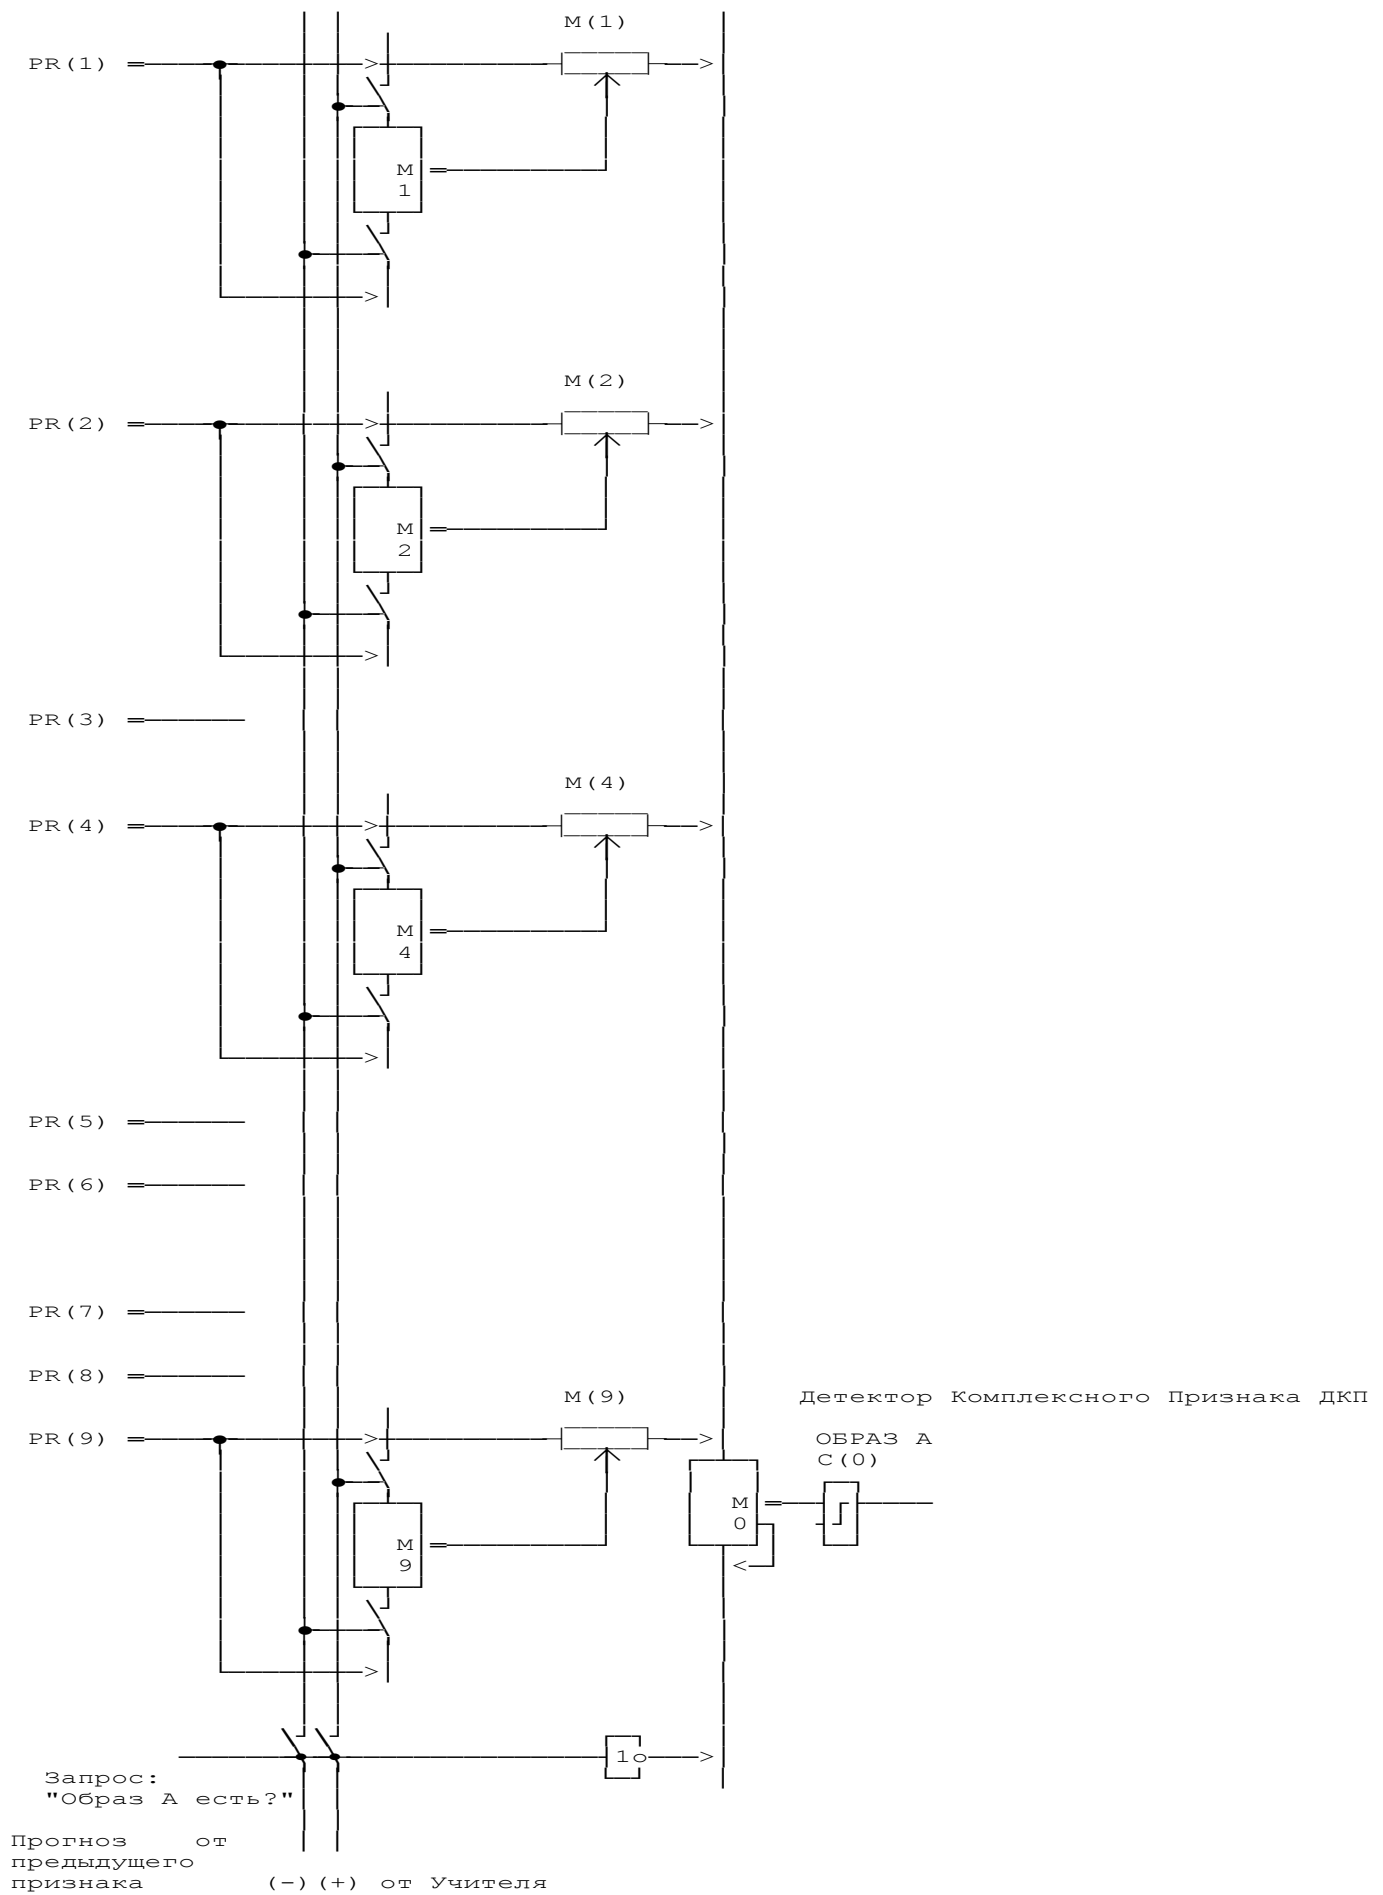 M(1)
PR(1)
M
1
M(2)
PR(2)
M
2
PR(3)
M(4)
PR(4)
M
4
PR(5)
PR(6)
PR(7)
PR(8)
M(9)
Детектор Комплексного Признака ДКП
PR(9)
ОБРАЗ А
С(0)
M
0
M
9
1
Запрос:
"Образ А есть?"
Прогноз от
предыдущего
признака (-)(+) от Учителя